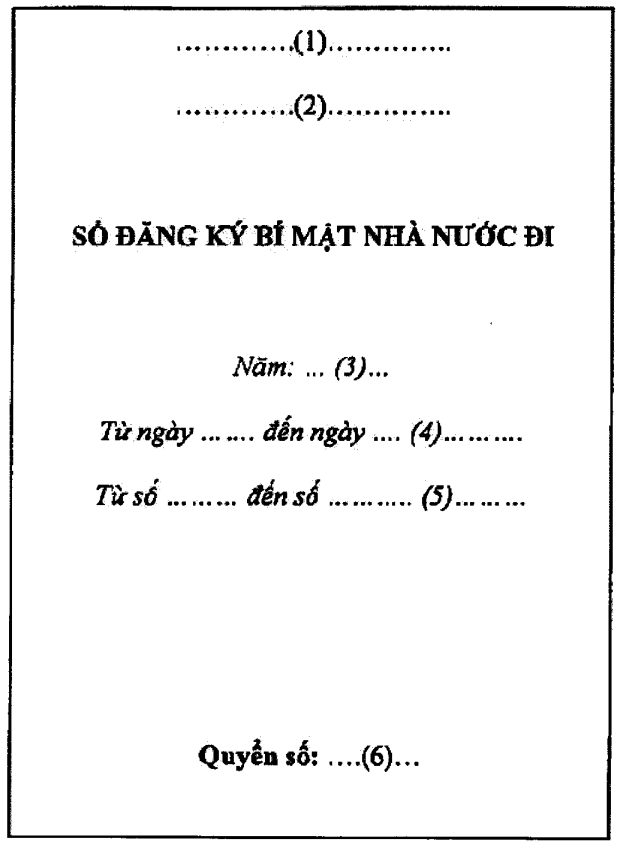 .............(1)..............
.............(2)..............
SỔ ĐĂNG KÝ BÍ MẬT NHÀ NƯỚC ĐI
Năm: ... (3)...
Từ ngày ....... đến ngày .... (4)..........
Từ số ......... đến số ........... (5).........
Quyển số: ....(6)...